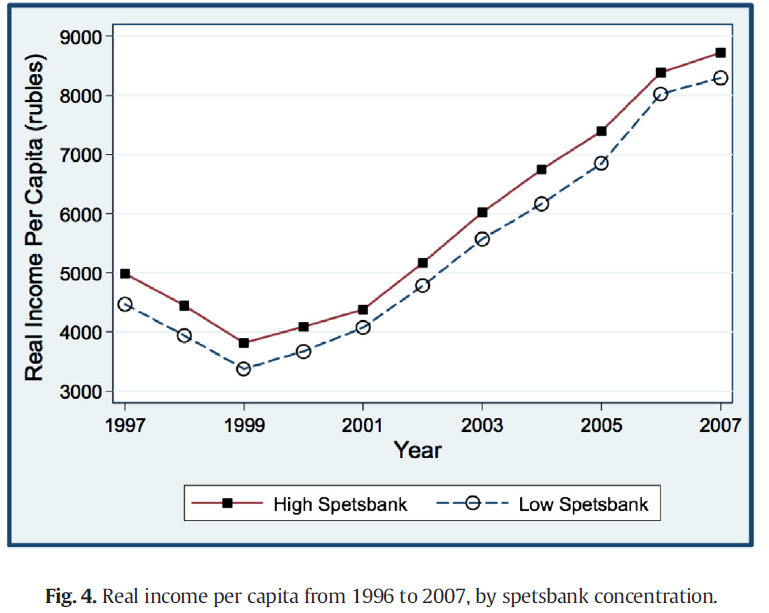 9000
8000
7000
6000
5000
4000
3000
Real Income Per Capita (rubles)
1997 1999 2001 2003 2005 2007
Year
High Spetsbank Low Spetsbank
Fig. 4. Real income per capita from 1996 to 2007, by spetsbank concentration.